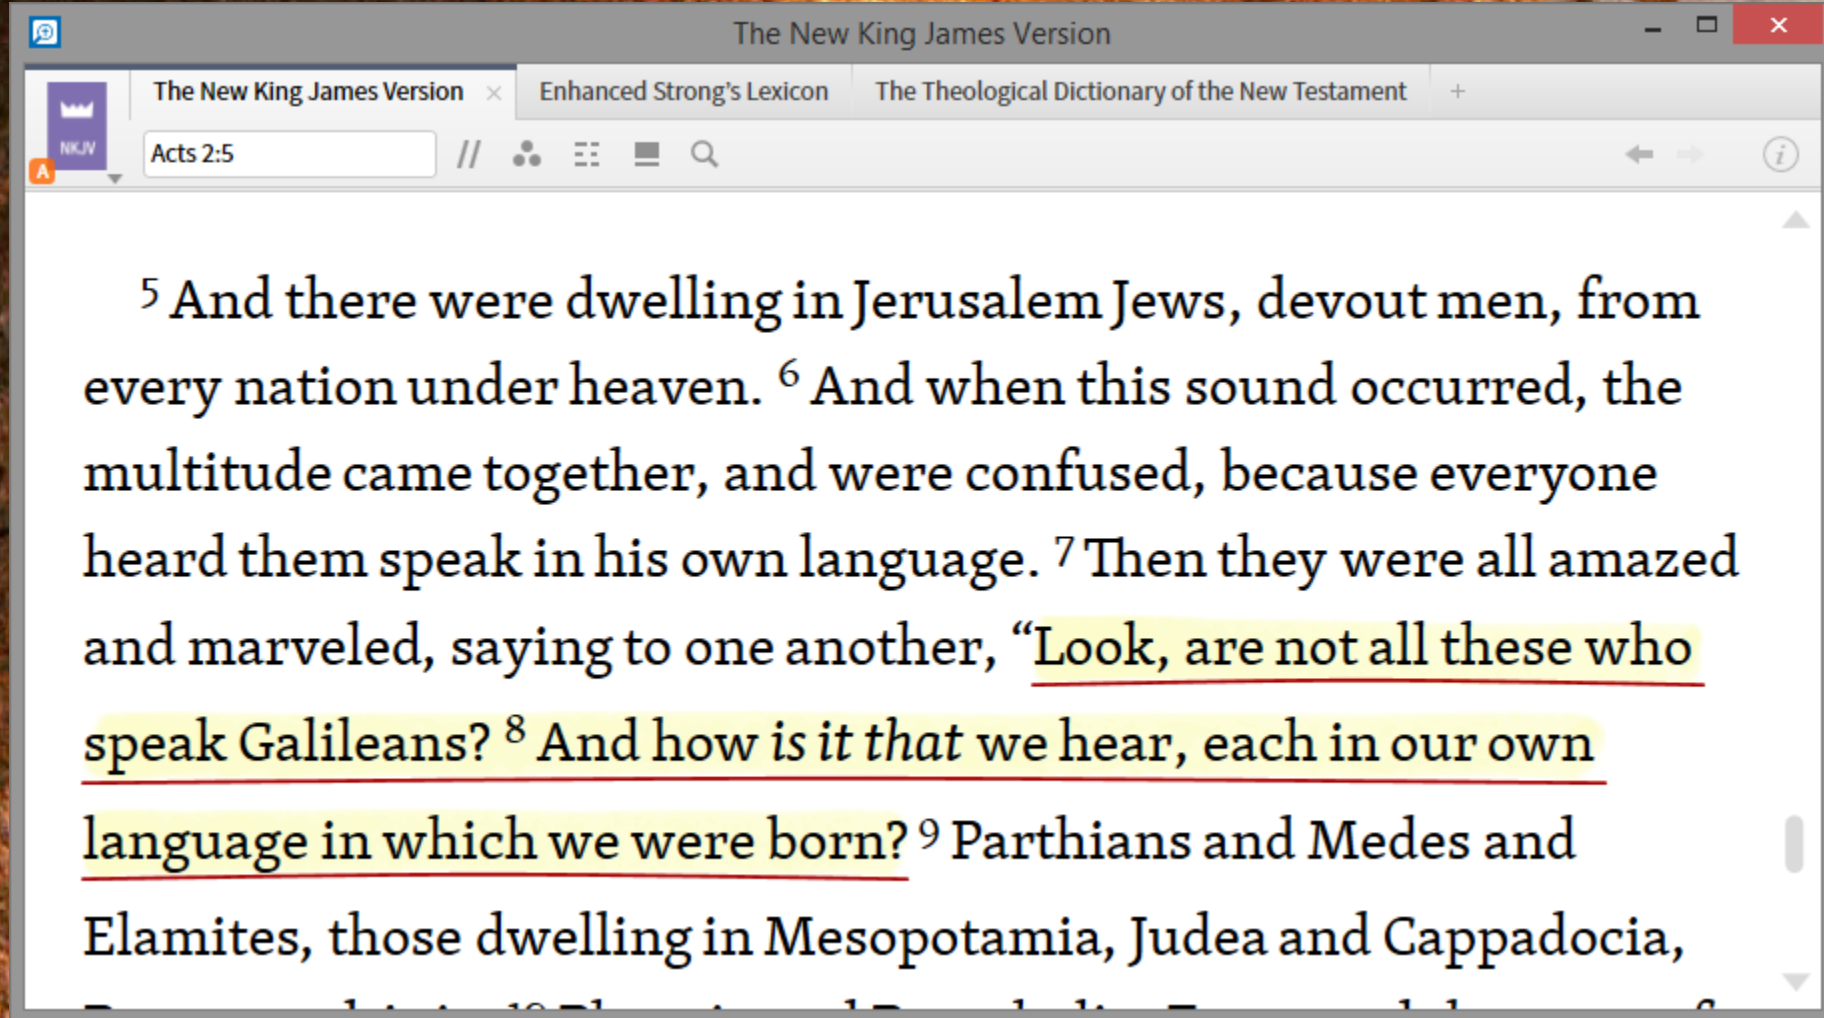 The New King James Version
The New King James Version
Enhanced Strong’s Lexicon
The Theological Dictionary of the New Testament
NKJV
A
Acts 2:5
5 And there were dwelling in Jerusalem Jews, devout men, from
every nation under heaven. 6 And when this sound occurred, the
multitude came together, and were confused, because everyone
heard them speak in his own language. 7 Then they were all amazed
and marveled, saying to one another, “Look, are not all these who
speak Galileans? 8 And how is it that we hear, each in our own
language in which we were born? 9 Parthians and Medes and
Elamites, those dwelling in Mesopotamia, Judea and Cappadocia,